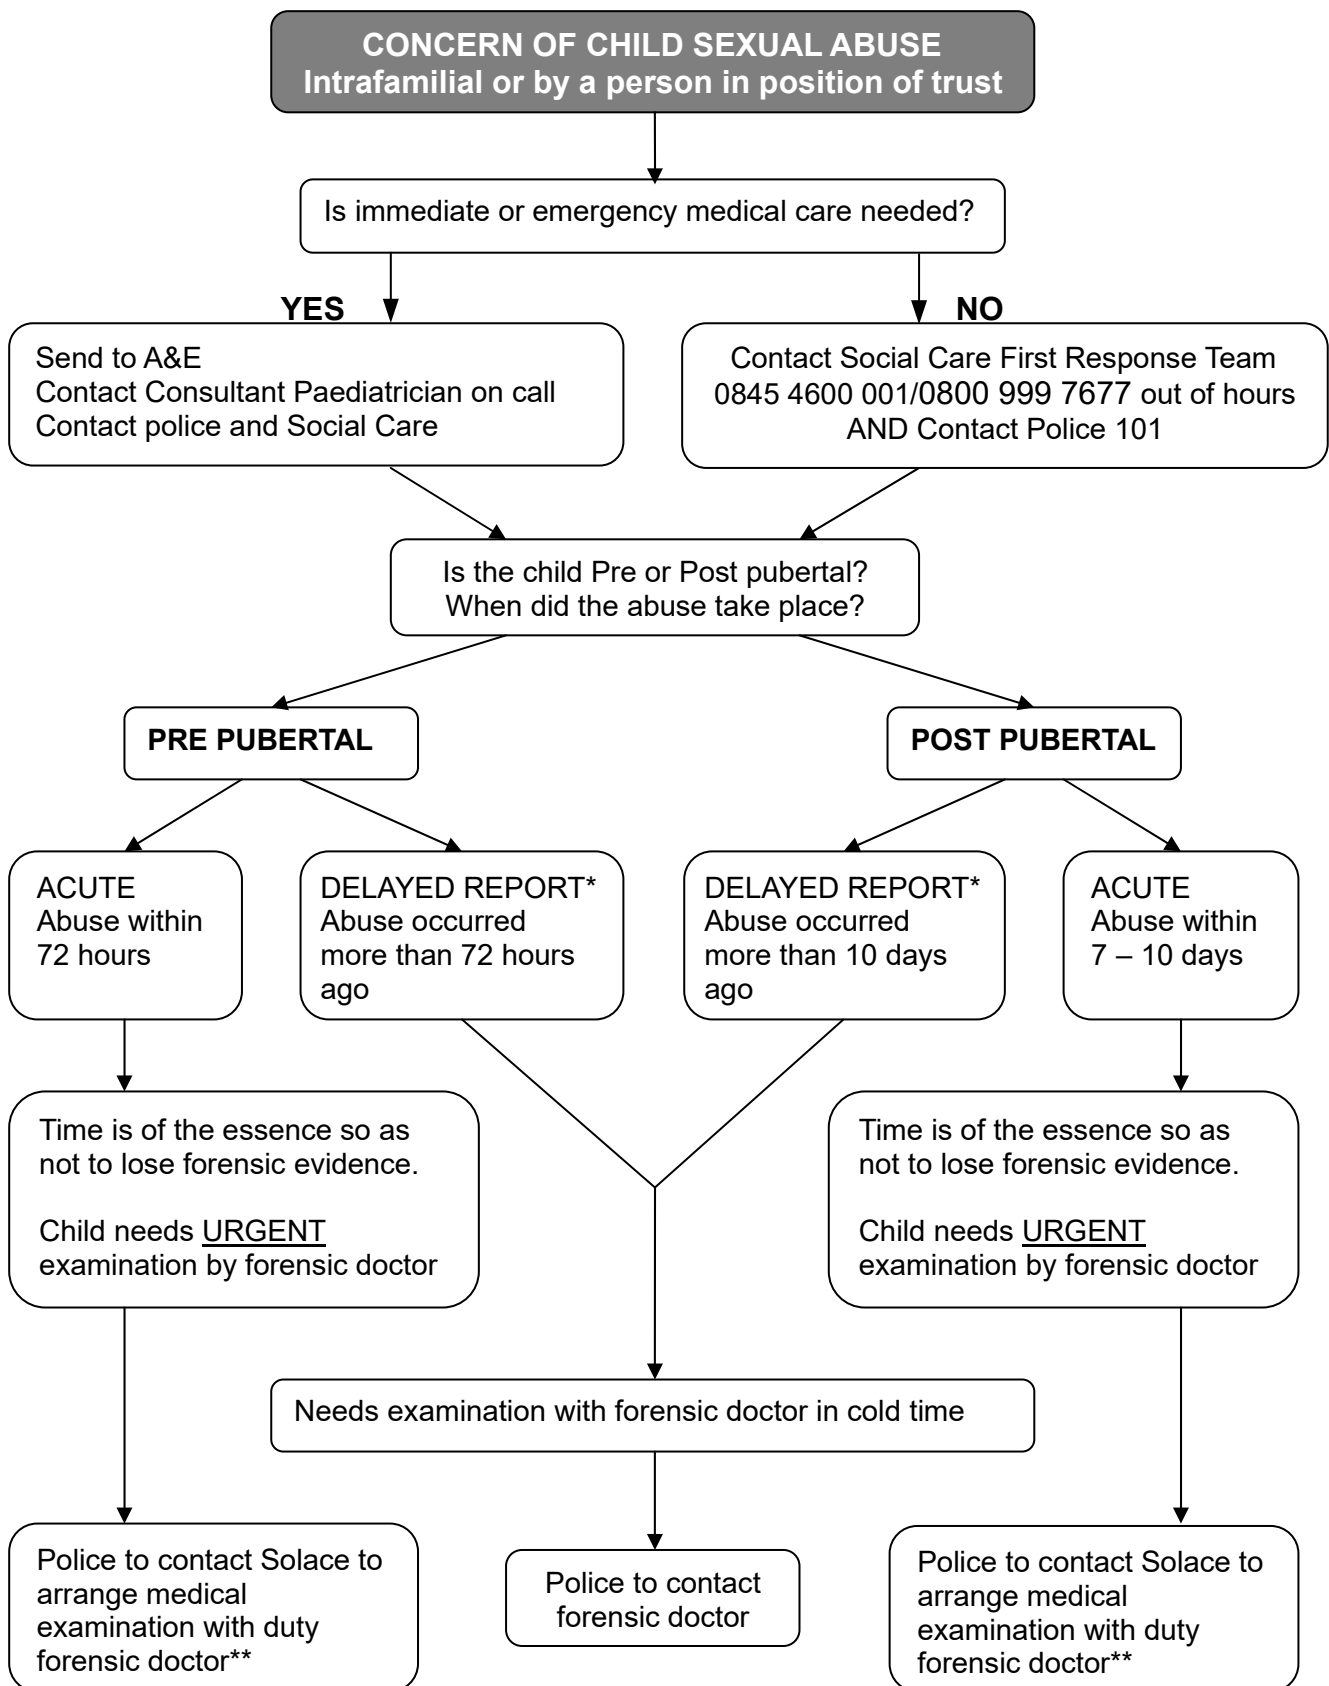 CONCERN OF CHILD SEXUAL ABUSE
Intrafamilial or by a person in position of trust
Is immediate or emergency medical care needed?
YES
NO
Send to A&E
Contact Consultant Paediatrician on call
Contact police and Social Care
Contact Social Care First Response Team
0845 4600 001/0800 999 7677 out of hours
AND Contact Police 101
Is the child Pre or Post pubertal?
When did the abuse take place?
PRE PUBERTAL
POST PUBERTAL
ACUTE
Abuse within
72 hours
DELAYED REPORT*
Abuse occurred
more than 72 hours
ago
DELAYED REPORT*
Abuse occurred
more than 10 days
ago
ACUTE
Abuse within
7 – 10 days
Time is of the essence so as
not to lose forensic evidence.
Child needs URGENT
examination by forensic doctor
Time is of the essence so as
not to lose forensic evidence.
Child needs URGENT
examination by forensic doctor
Needs examination with forensic doctor in cold time
Police to contact Solace to
arrange medical
examination with duty
forensic doctor**
Police to contact
forensic doctor
Police to contact Solace to
arrange medical
examination with duty
forensic doctor**